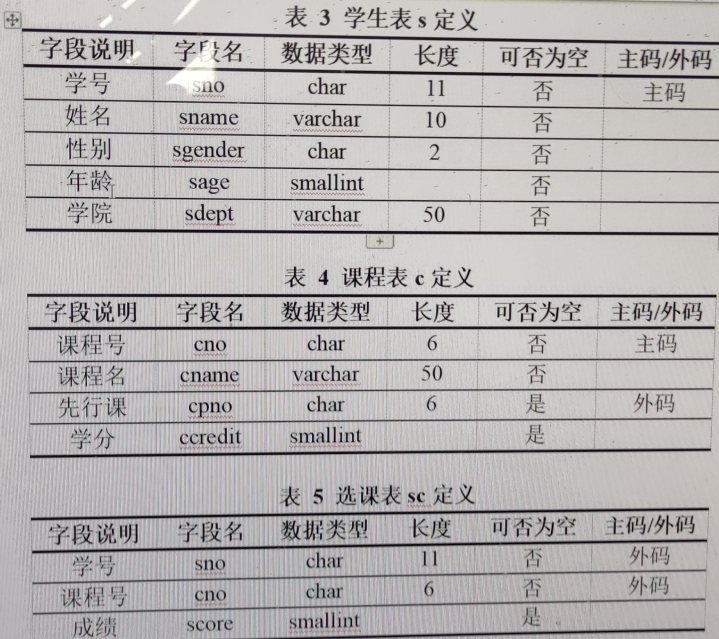 表 3 学生表 s 定义
字段说明 字段名 数据类型 长度 可否为空 主码/外码
学号 sno char 11 否 主码
姓名 sname varchar 10 否
性别 sgender char 2 否
年龄 sage smallint 否
学院 sdept varchar 50 否
表 4 课程表 c 定义
字段说明 字段名 数据类型 长度 可否为空 主码/外码
课程号 cno char 6 否 主码
课程名 cname varchar 50 否
先行课 cpno char 6 是 外码
学分 ccredit smallint 是
表 5 选课表 sc 定义
字段说明 字段名 数据类型 长度 可否为空 主码/外码
学号 sno char 11 否 外码
课程号 cno char 6 否 外码
成绩 score smallint 是